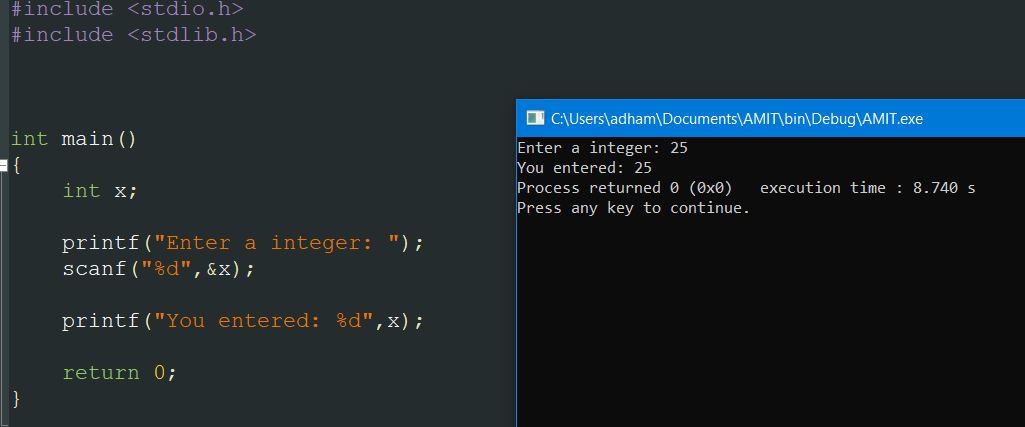 #include <stdio.h>
#include <stdlib.h>
int main()
{
    int x;
    printf("Enter a integer: ");
    scanf("%d",&x);
    printf("You entered: %d",x);
    return 0;
}
C:\Users\adham\Documents\AMIT\bin\Debug\AMIT.exe
Enter a integer: 25
You entered: 25
Process returned 0 (0x0)   execution time : 8.740 s
Press any key to continue.